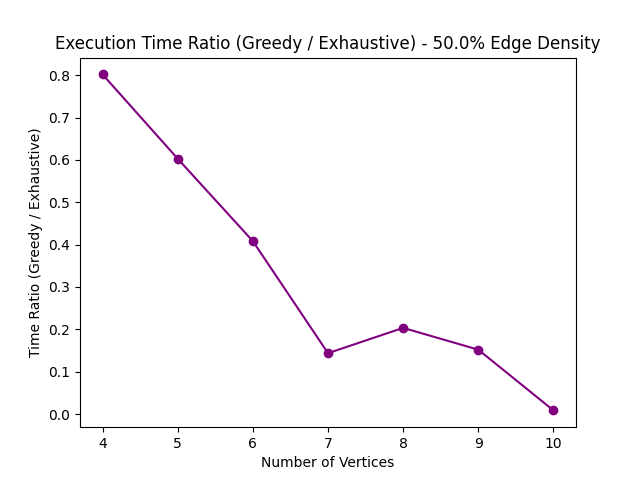 Execution Time Ratio (Greedy / Exhaustive) - 50.0% Edge Density
Time Ratio (Greedy / Exhaustive)
0.8
0.7
0.6
0.5
0.4
0.3
0.2
0.1
0.0
4 5 6 7 8 9 10
Number of Vertices